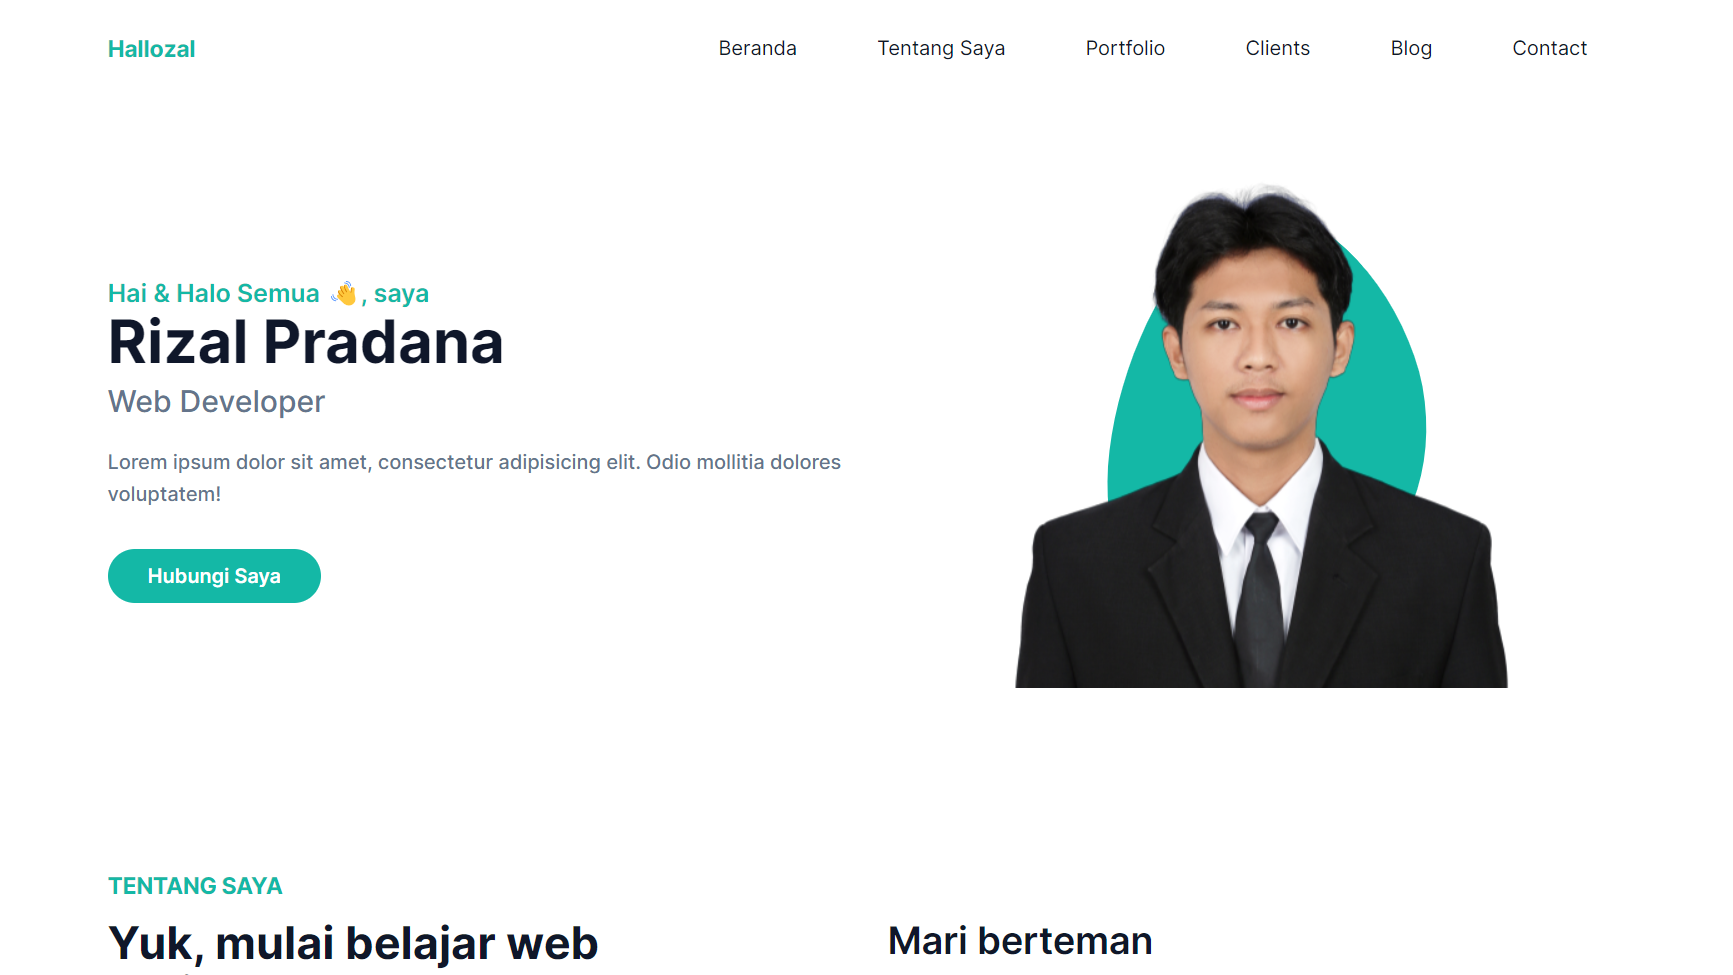 Hallozal
Beranda
Tentang Saya
Portfolio
Clients
Blog
Contact
Hai & Halo Semua 👋, saya
Rizal Pradana
Web Developer
Lorem ipsum dolor sit amet, consectetur adipisicing elit. Odio mollitia dolores
voluptatem!
Hubungi Saya
TENTANG SAYA
Yuk, mulai belajar web
Mari berteman